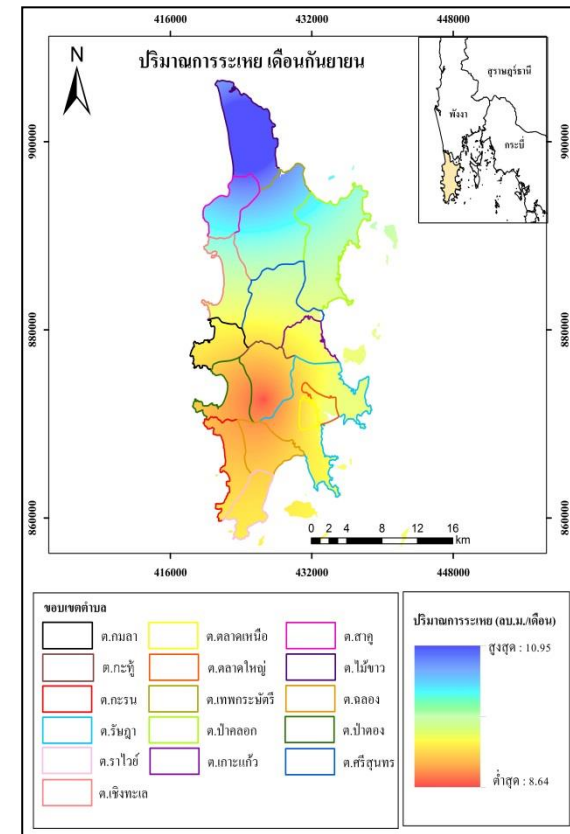 416000 432000 448000
ปริมาณการระเหย เดือนกันยายน
N
สุราษฎร์ธานี
พังงา
กระบี่
900000 900000
880000 880000
860000 860000
0 2 4 8 12 16
km
416000 432000 448000
ขอบเขตตำบล
ต.กมลา ต.ตลาดเหนือ ต.สาคู
ต.กะทู้ ต.ตลาดใหญ่ ต.ไม้ขาว
ต.กะรน ต.เทพกระษัตรี ต.ฉลอง
ต.รัษฎา ต.ป่าคลอก ต.ป่าตอง
ต.ราไวย์ ต.เกาะแก้ว ต.ศรีสุนทร
ต.เชิงทะเล
ปริมาณการระเหย (ลบ.ม./เดือน)
สูงสุด : 10.95
ต่ำสุด : 8.64